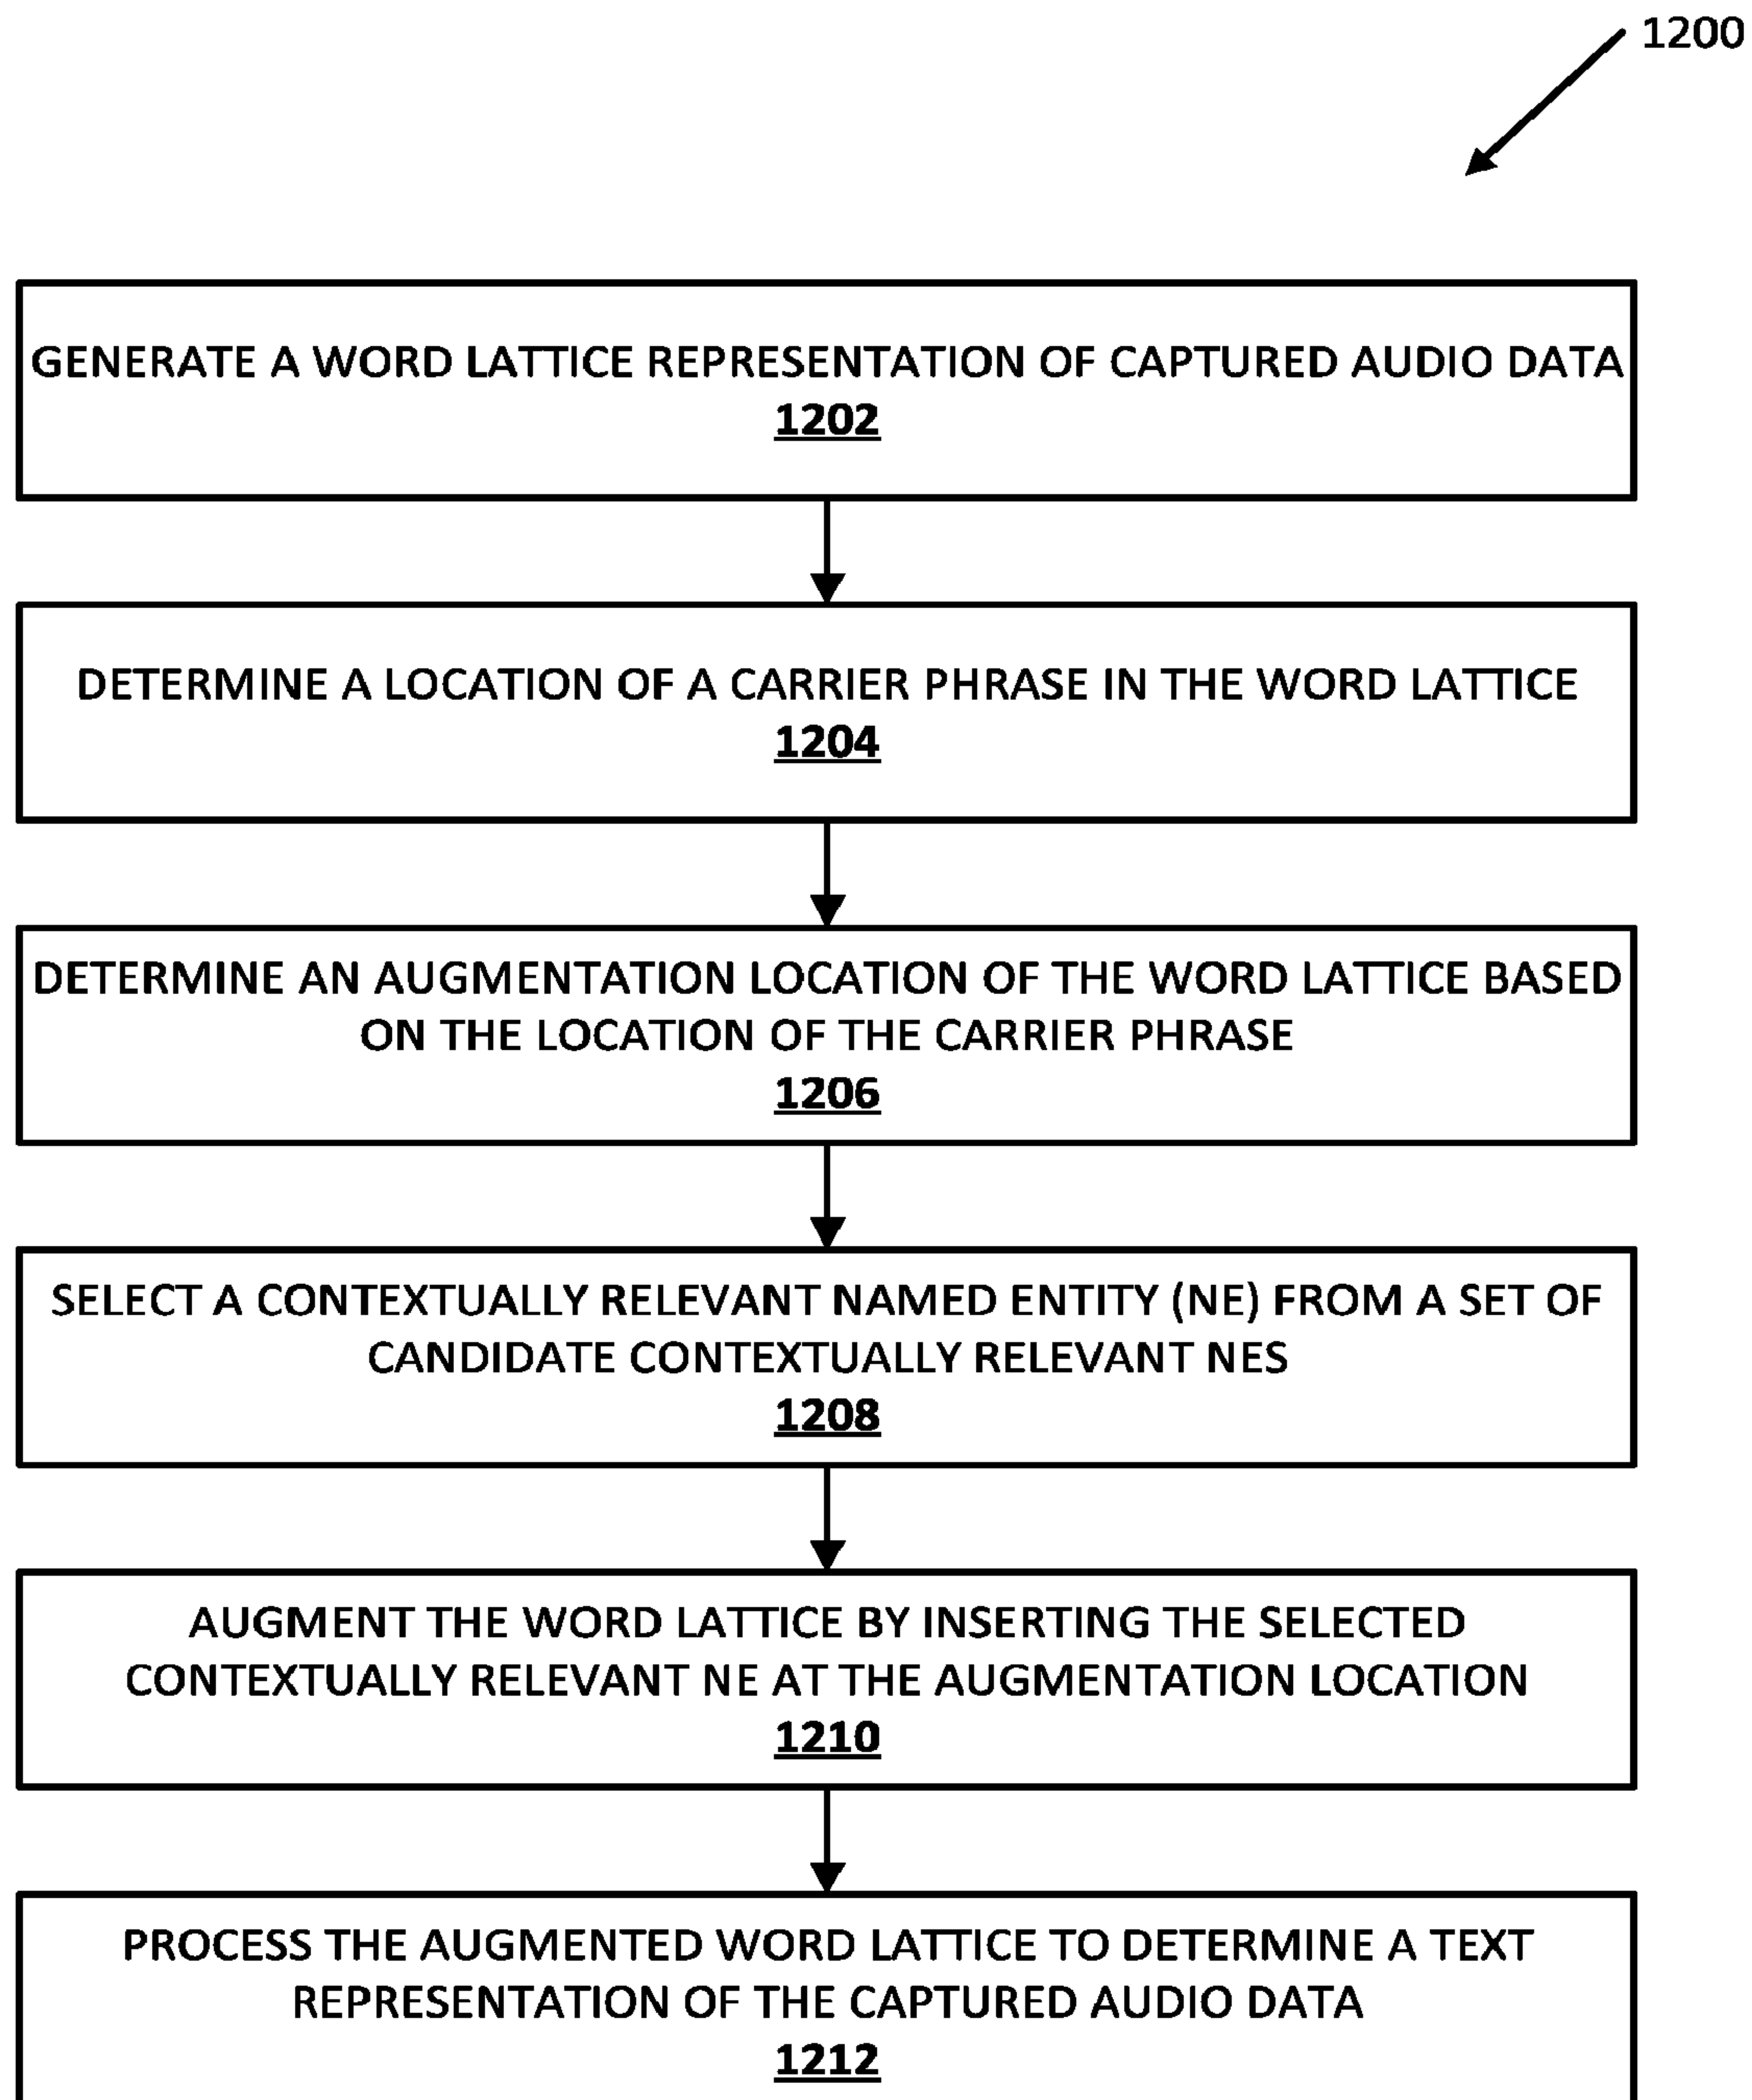 1200
GENERATE A WORD LATTICE REPRESENTATION OF CAPTURED AUDIO DATA
1202
DETERMINE A LOCATION OF A CARRIER PHRASE IN THE WORD LATTICE
1204
DETERMINE AN AUGMENTATION LOCATION OF THE WORD LATTICE BASED
ON THE LOCATION OF THE CARRIER PHRASE
1206
SELECT A CONTEXTUALLY RELEVANT NAMED ENTITY (NE) FROM A SET OF
CANDIDATE CONTEXTUALLY RELEVANT NES
1208
AUGMENT THE WORD LATTICE BY INSERTING THE SELECTED
CONTEXTUALLY RELEVANT NE AT THE AUGMENTATION LOCATION
1210
PROCESS THE AUGMENTED WORD LATTICE TO DETERMINE A TEXT
REPRESENTATION OF THE CAPTURED AUDIO DATA
1212